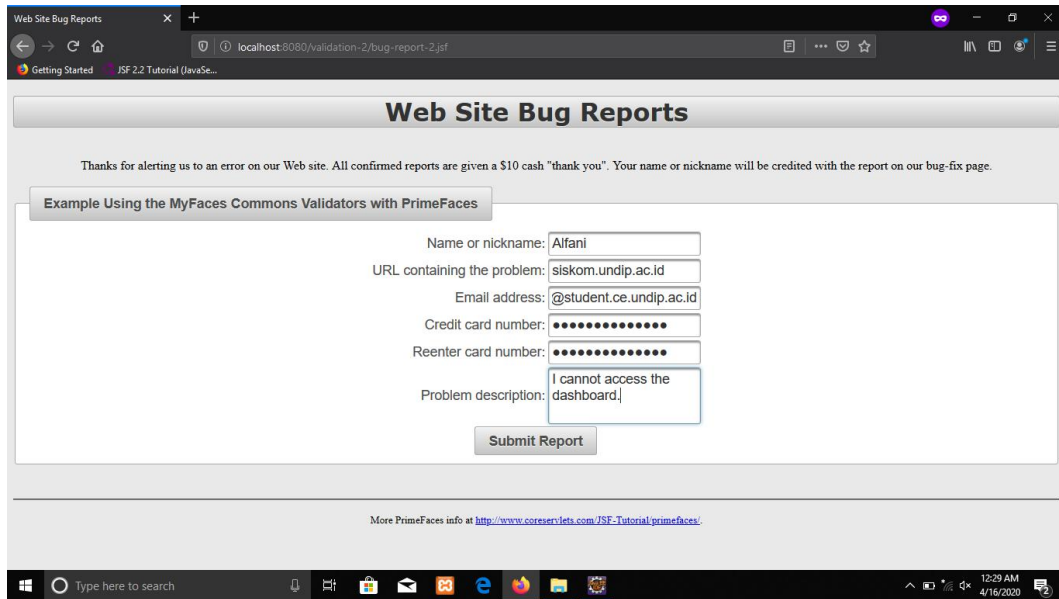 Web Site Bug Reports
localhost:8080/validation-2/bug-report-2.jsf
Getting Started
JSF 2.2 Tutorial (JavaSe...
Web Site Bug Reports
Thanks for alerting us to an error on our Web site. All confirmed reports are given a $10 cash "thank you". Your name or nickname will be credited with the report on our bug-fix page.
Example Using the MyFaces Commons Validators with PrimeFaces
Name or nickname: Alfani
URL containing the problem: siskom.undip.ac.id
Email address: @student.ce.undip.ac.id
Credit card number: ●●●●●●●●●●●●●●
Reenter card number: ●●●●●●●●●●●●●●
Problem description: I cannot access the
dashboard.
Submit Report
More PrimeFaces info at http://www.coreservlets.com/JSF-Tutorial/primefaces/.
Type here to search
12:29 AM
4/16/2020
2